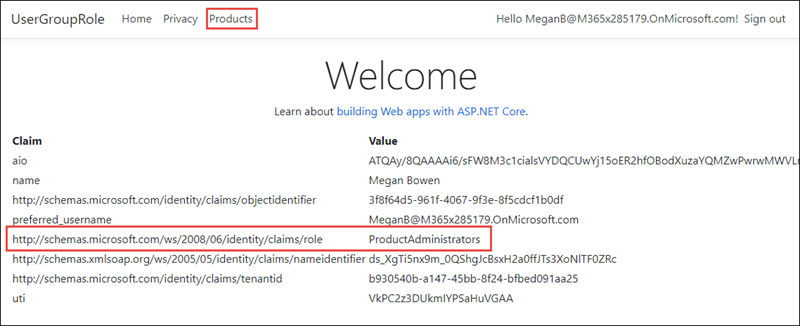 UserGroupRole Home Privacy Products Hello MeganB@M365x285179.OnMicrosoft.com! Sign out
Welcome
Learn about building Web apps with ASP.NET Core.
Claim Value
aio ATQAy/8QAAAAi6/sFW8M3c1cialsVYDQCUwYj15oER2hfOBodXuzaYQMZwPwrwMWVLr
name Megan Bowen
http://schemas.microsoft.com/identity/claims/objectidentifier 3f8f64d5-961f-4067-9f3e-8f5cdcf1b0df
preferred_username MeganB@M365x285179.OnMicrosoft.com
http://schemas.microsoft.com/ws/2008/06/identity/claims/role ProductAdministrators
http://schemas.xmlsoap.org/ws/2005/05/identity/claims/nameidentifier ds_XgTi5nx9m_0QShgJcBsxH2a0ffJTs3XoNlTF0ZRc
http://schemas.microsoft.com/identity/claims/tenantid b930540b-a147-45bb-8f24-bfbed091aa25
uti VkPC2z3DUkmIYPSaHuVGAA